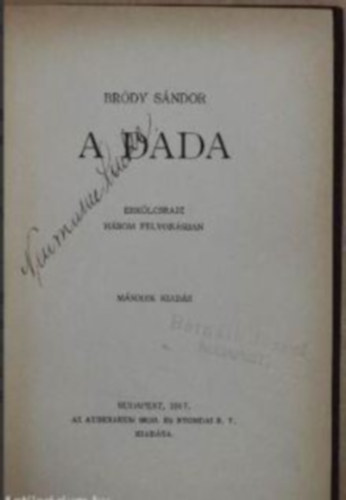 BRÓDY SÁNDOR
A DADA
ERKÖLCSRAJZ
HÁROM FELVONÁSBAN
MÁSODIK KIADÁS
BUDAPEST, 1917.
AZ ATHENAEUM IROD. ÉS NYOMDAI R. T.
KIADÁSA